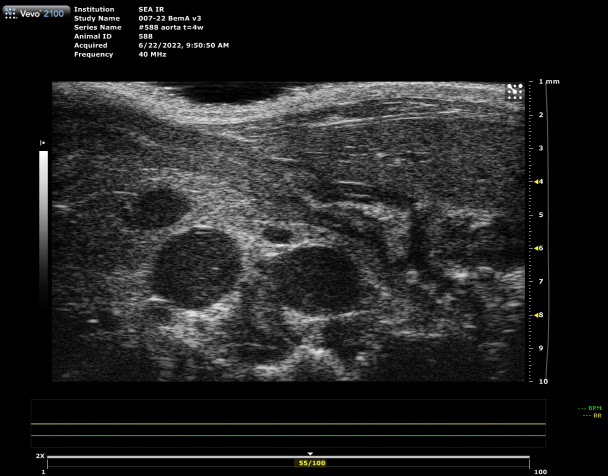 Vevo 2100
Institution SEA IR
Study Name 007-22 BemA v3
Series Name #588 aorta t=4w
Animal ID 588
Acquired 6/22/2022, 9:50:50 AM
Frequency 40 MHz
1 mm
2
3
4
5
6
7
8
9
10
--- BPM
--- RR
2X
55/100
1 100